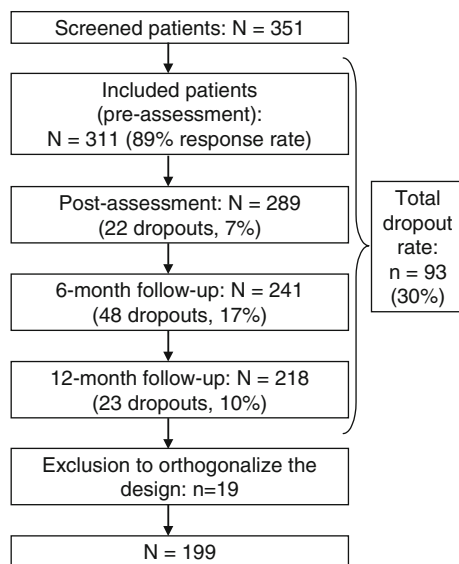 Screened patients: N = 351
Included patients
(pre-assessment):
N = 311 (89% response rate)
Post-assessment: N = 289
(22 dropouts, 7%)
6-month follow-up: N = 241
(48 dropouts, 17%)
12-month follow-up: N = 218
(23 dropouts, 10%)
Total
dropout
rate:
n = 93
(30%)
Exclusion to orthogonalize the
design: n=19
N = 199